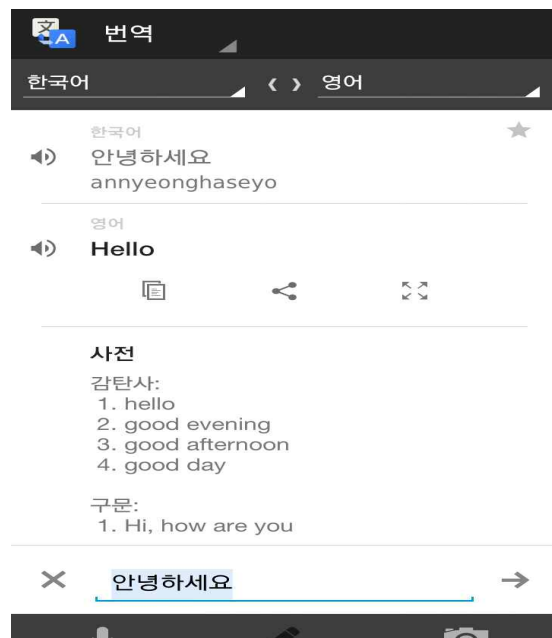 번역
한국어 영어
한국어
안녕하세요
annyeonghaseyo
영어
Hello
사전
감탄사:
1. hello
2. good evening
3. good afternoon
4. good day
구문:
1. Hi, how are you
안녕하세요